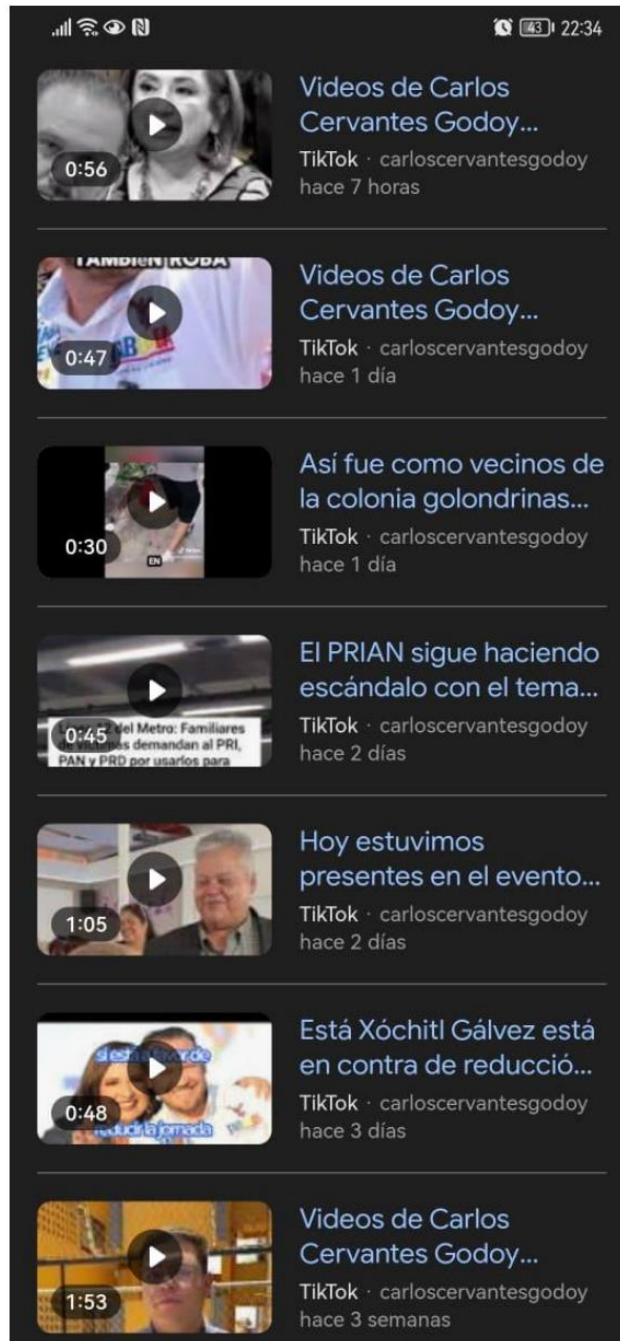 43 22:34
0:56
Videos de Carlos
Cervantes Godoy...
TikTok · carloscervantesgodoy
hace 7 horas
TAMBIÉN ROBA
0:47
Videos de Carlos
Cervantes Godoy...
TikTok · carloscervantesgodoy
hace 1 día
EN
0:30
Así fue como vecinos de
la colonia golondrinas...
TikTok · carloscervantesgodoy
hace 1 día
del Metro: Familiares
demandan al PRI,
PAN y PRD por usarlos para
0:45
El PRIAN sigue haciendo
escándalo con el tema...
TikTok · carloscervantesgodoy
hace 2 días
1:05
Hoy estuvimos
presentes en el evento...
TikTok · carloscervantesgodoy
hace 2 días
si está a favor de
reducir la jornada
0:48
Está Xóchitl Gálvez está
en contra de reducció...
TikTok · carloscervantesgodoy
hace 3 días
1:53
Videos de Carlos
Cervantes Godoy...
TikTok · carloscervantesgodoy
hace 3 semanas